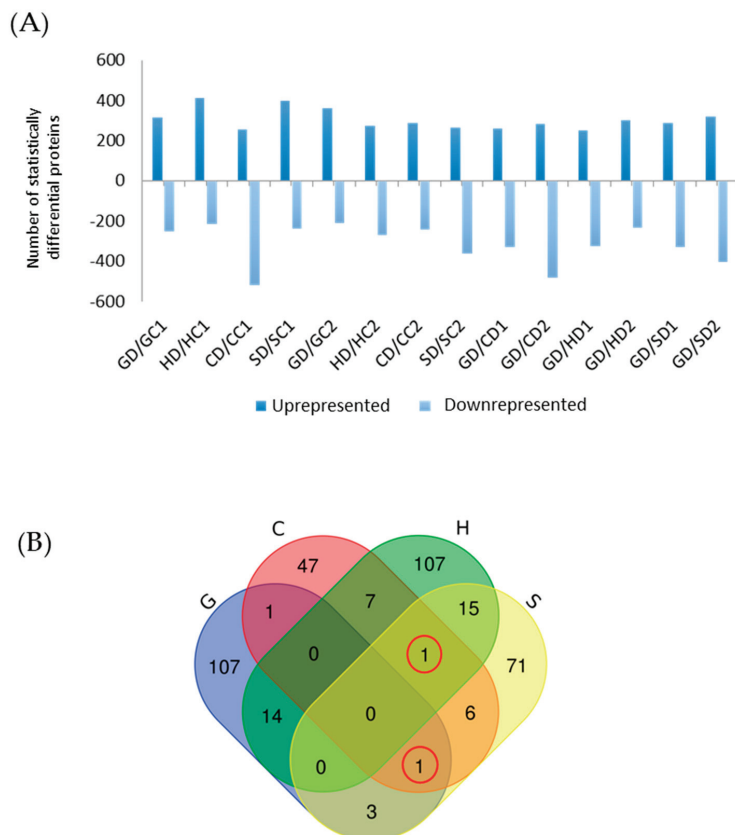 (A)
Number of statistically
differential proteins
600
400
200
0
-200
-400
-600
GD/GC1
HD/HC1
CD/CC1
SD/SC1
GD/GC2
HD/HC2
CD/CC2
SD/SC2
GD/CD1
GD/CD2
GD/HD1
GD/HD2
GD/SD1
GD/SD2
Uprepresented
Downrepresented
(B)
C
H
G
S
47
107
1
7
15
107
0
1
71
14
0
6
0
1
3